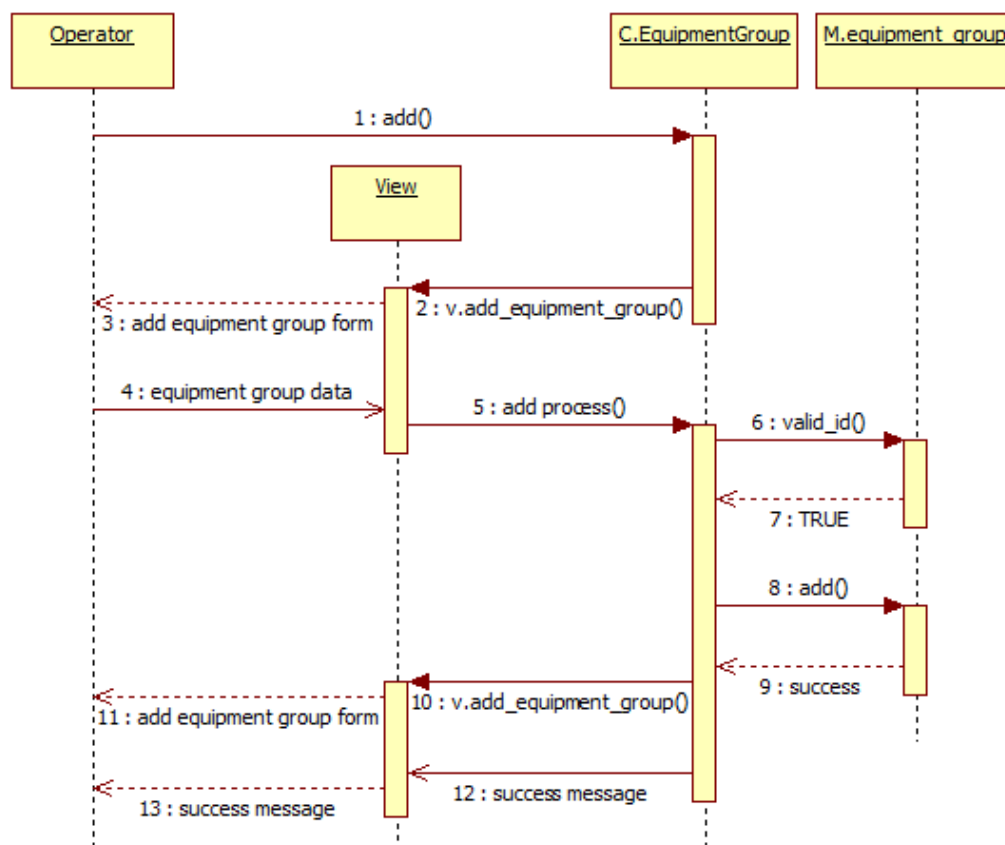 Operator
C.EquipmentGroup
M.equipment_group
1 : add()
View
2 : v.add_equipment_group()
3 : add equipment group form
4 : equipment group data
5 : add process()
6 : valid_id()
7 : TRUE
8 : add()
9 : success
10 : v.add_equipment_group()
11 : add equipment group form
12 : success message
13 : success message